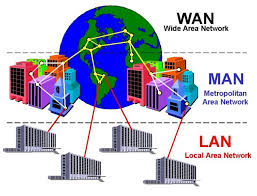 WAN
Wide Area Network
MAN
Metropolitan
Area Network
LAN
Local Area Network